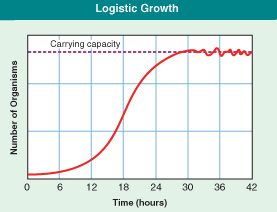 Logistic Growth
Carrying capacity
Number of Organisms
0 6 12 18 24 30 36 42
Time (hours)